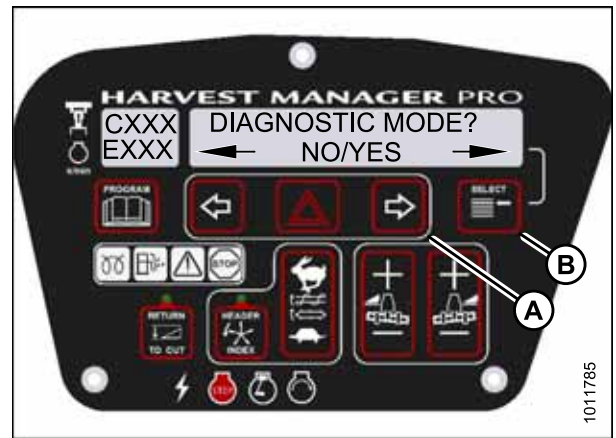 HARVEST MANAGER PRO
CXXX
EXXX
DIAGNOSTIC MODE?
NO/YES
PROGRAM
SELECT
STOP
RETURN
TO CUT
HEADER
INDEX
STOP
A
B
1011785